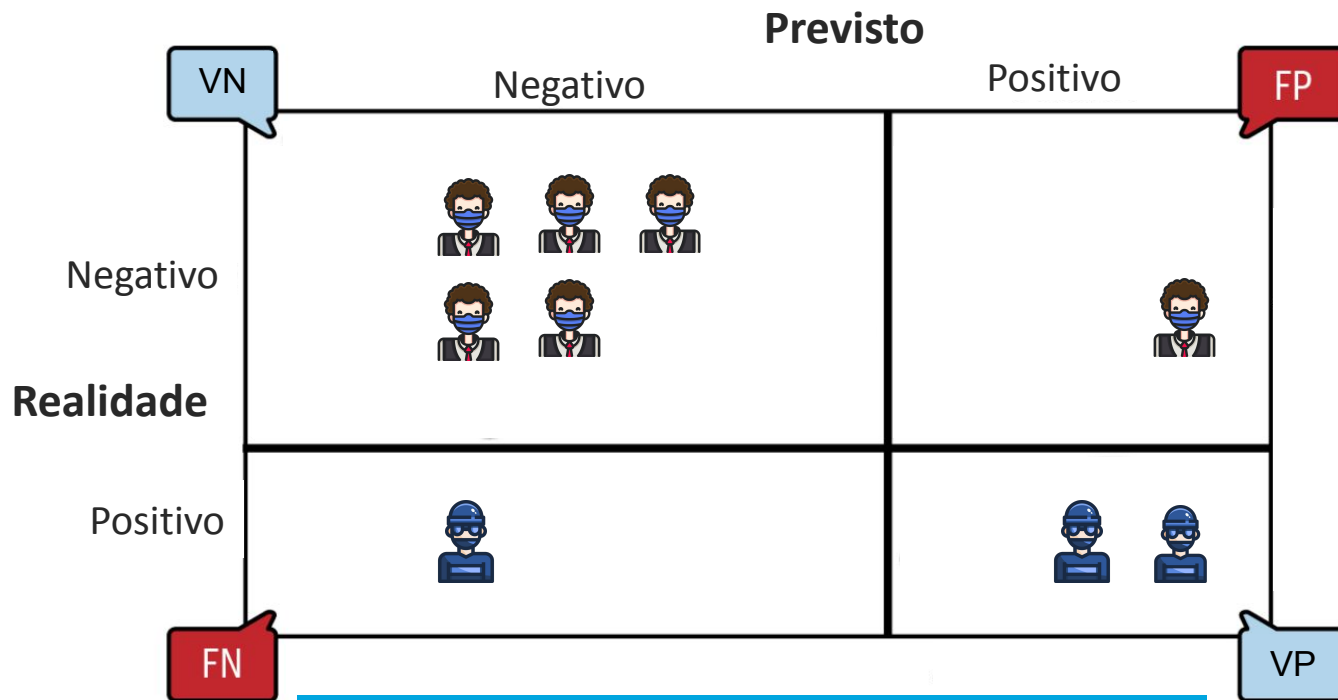 Previsto
VN
Negativo
Positivo
FP
Negativo
Realidade
Positivo
FN
VP